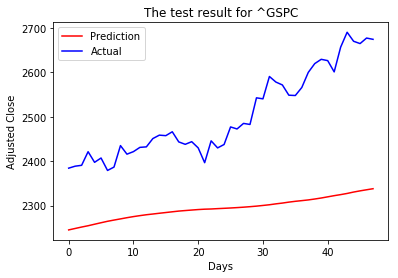 The test result for ^GSPC
Prediction
Actual
Adjusted Close
2700
2600
2500
2400
2300
0
10
20
30
40
Days